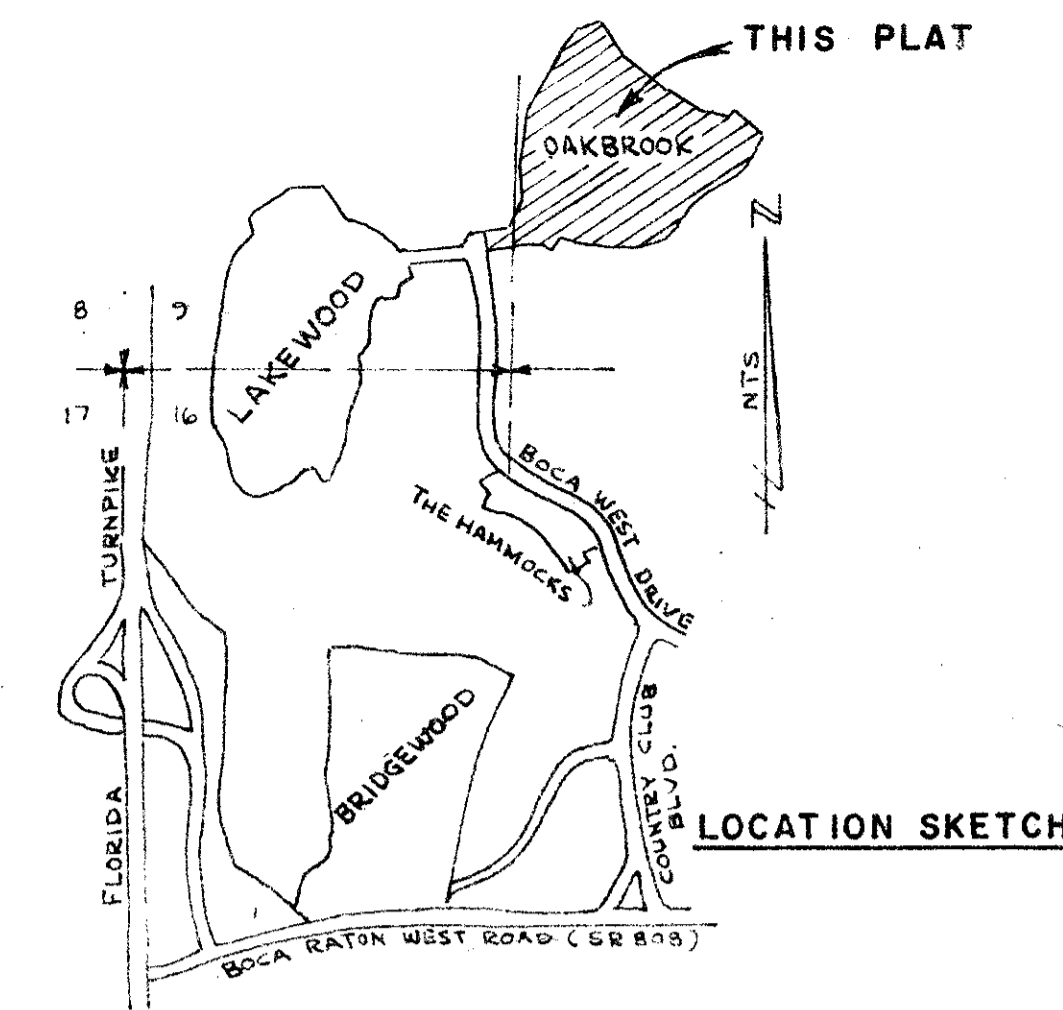 THIS PLAT
OAKBROOK
N
NTS
8 9
17 16
LAKEWOOD
BOCA WEST DRIVE
THE HAMMOCKS
FLORIDA TURNPIKE
BRIDGEWOOD
COUNTRY CLUB
BLVD.
LOCATION SKETCH
BOCA RATON WEST ROAD (SR 808)